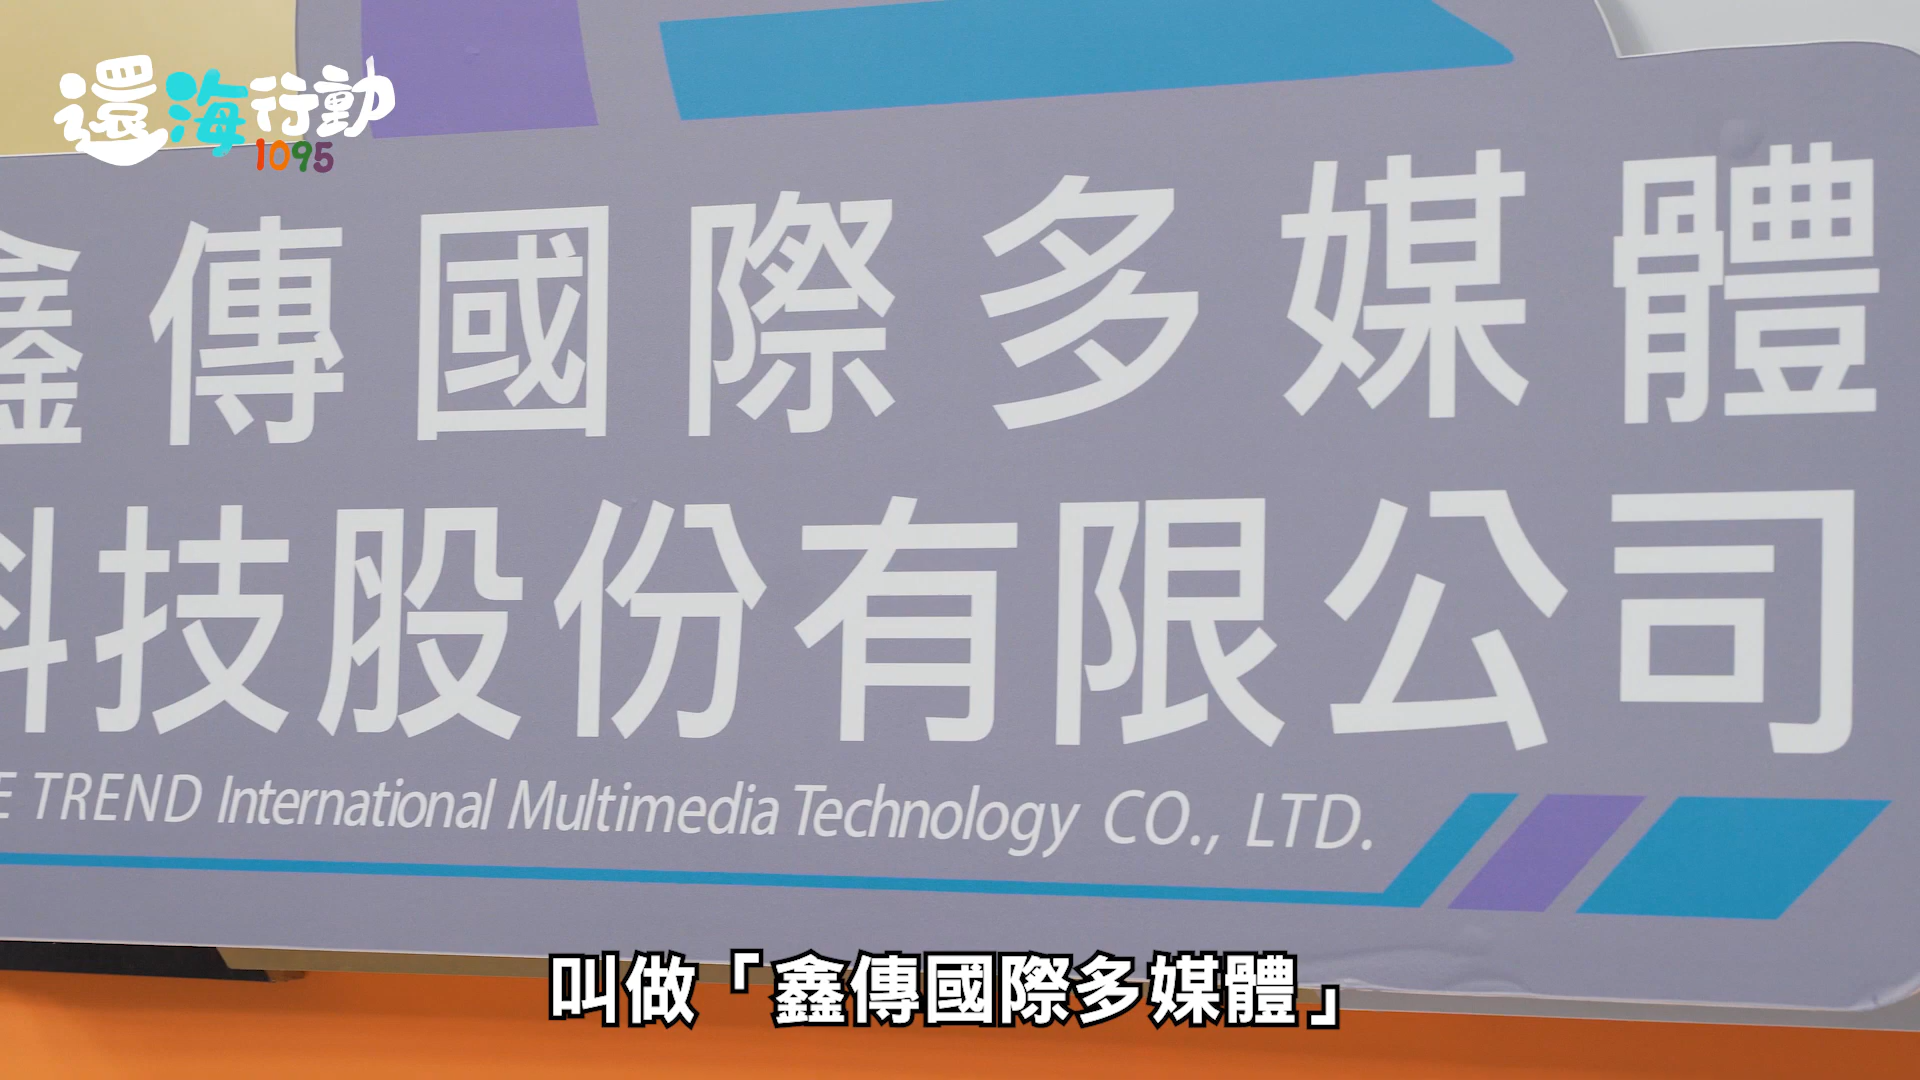 還海行動
1095
鑫傳國際多媒體
科技股份有限公司
E TREND International Multimedia Technology CO., LTD.
叫做「鑫傳國際多媒體」